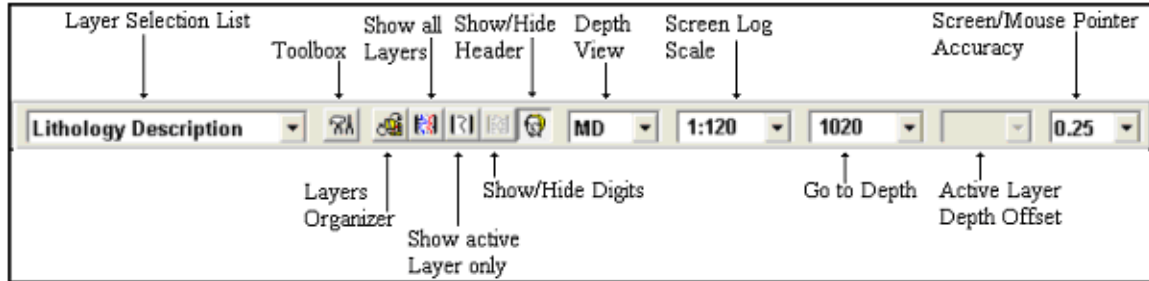 Layer Selection List
Toolbox
Show all
Layers
Show/Hide
Header
Depth
View
Screen Log
Scale
Screen/Mouse Pointer
Accuracy
Lithology Description
MD
1:120
1020
0.25
Layers
Organizer
Show active
Layer only
Show/Hide Digits
Go to Depth
Active Layer
Depth Offset